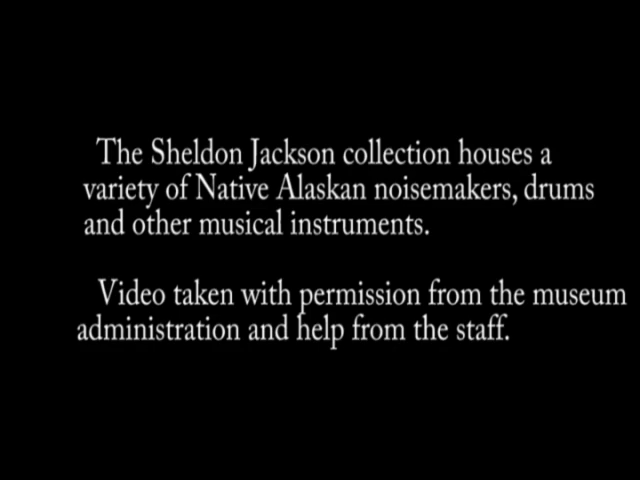 The Sheldon Jackson collection houses a
variety of Native Alaskan noisemakers, drums
and other musical instruments.
Video taken with permission from the museum
administration and help from the staff.